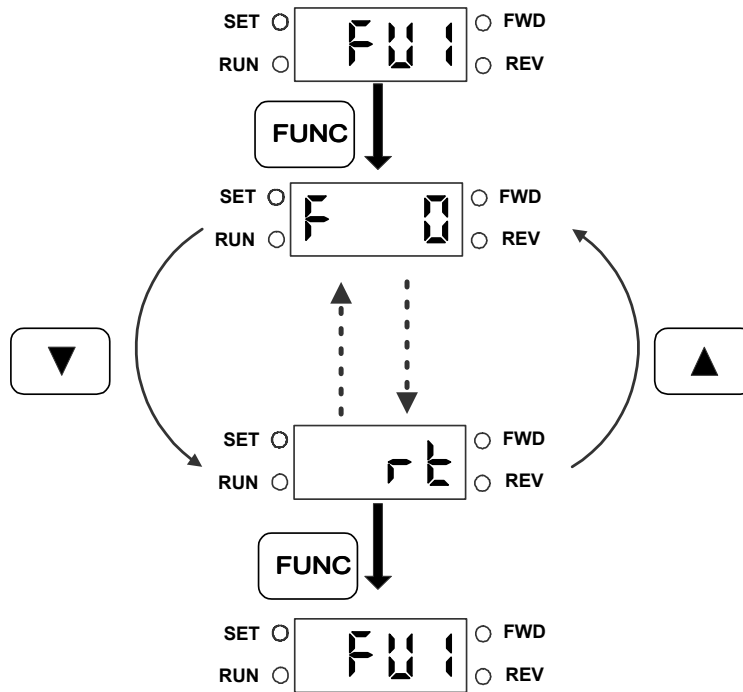 SET FU1 FWD
RUN REV
FUNC
SET F 0 FWD
RUN REV
▼ ▲
SET rt FWD
RUN REV
FUNC
SET FU1 FWD
RUN REV